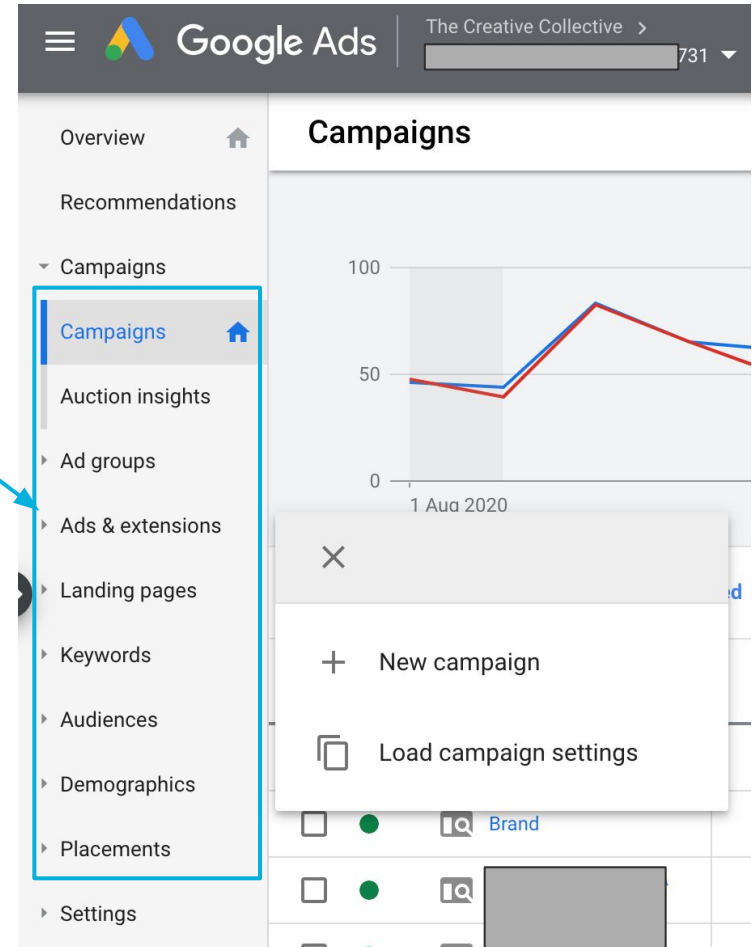 Google Ads
The Creative Collective >
731
Overview
Campaigns
Recommendations
Campaigns
Campaigns
Auction insights
Ad groups
Ads & extensions
Landing pages
Keywords
Audiences
Demographics
Placements
Settings
100
50
0
1 Aug 2020
New campaign
Load campaign settings
Brand